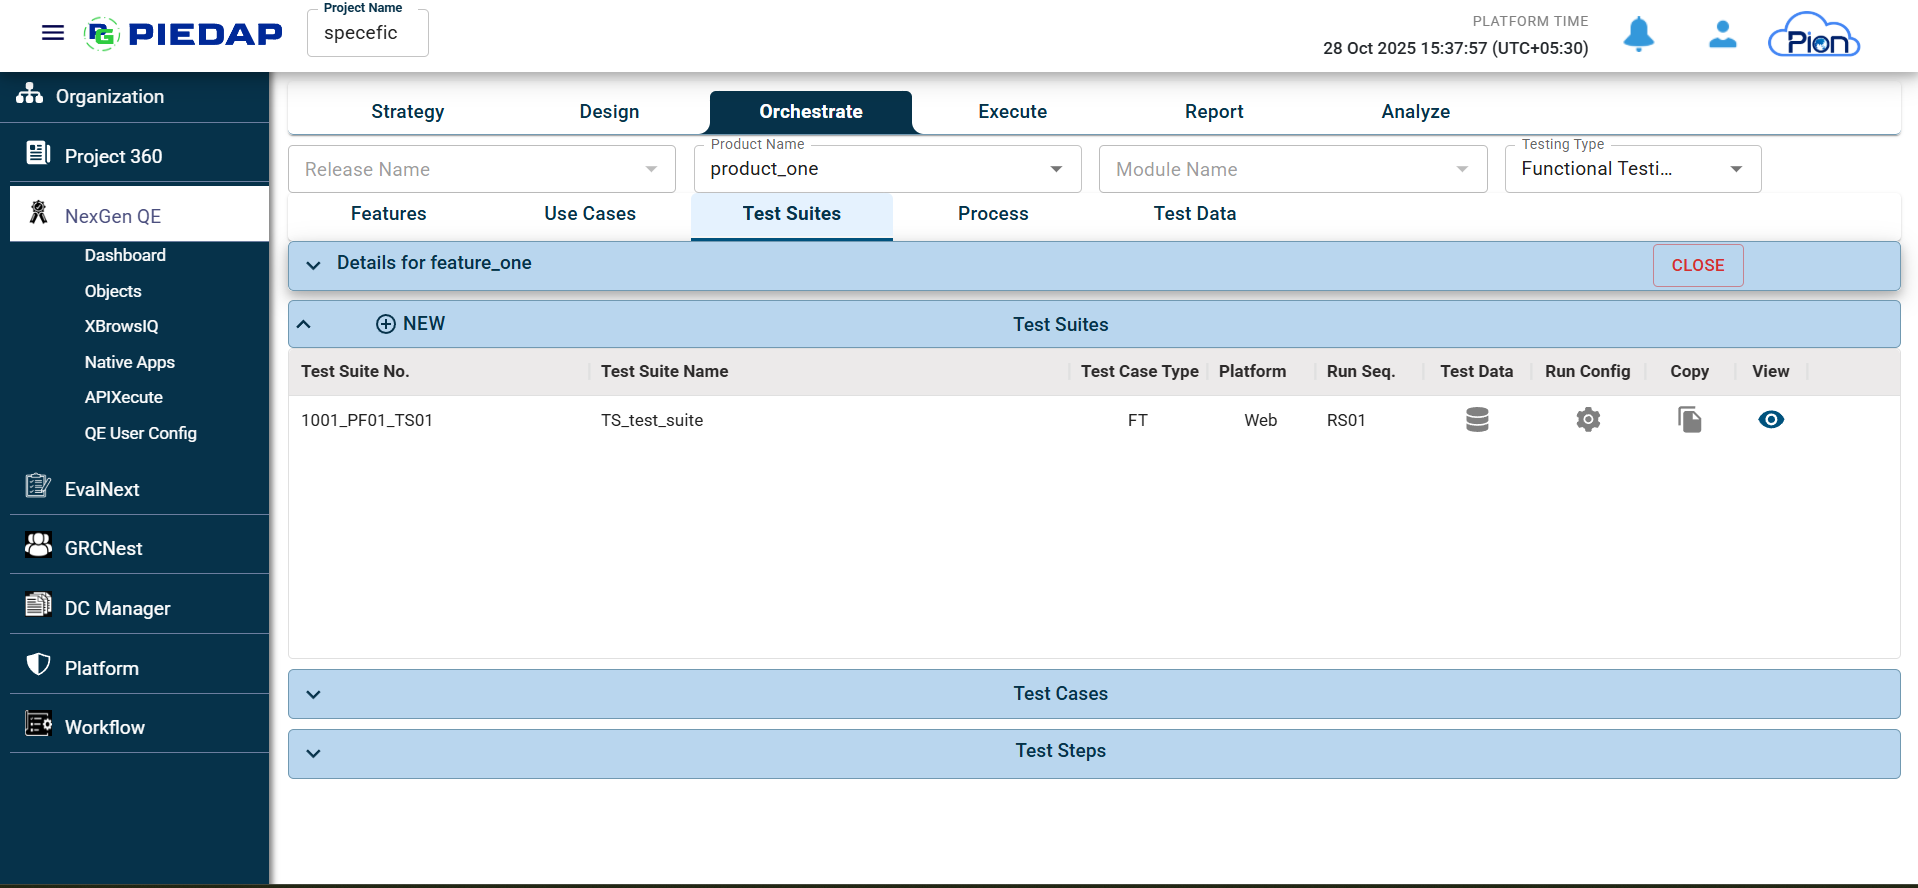 PIEDAP
Project Name
specefic
PLATFORM TIME
28 Oct 2025 15:37:57 (UTC+05:30)
Pion
Organization
Project 360
NexGen QE
Dashboard
Objects
XBrowsIQ
Native Apps
APIXecute
QE User Config
EvalNext
GRCNest
DC Manager
Platform
Workflow
Strategy Design Orchestrate Execute Report Analyze
Release Name
Product Name
product_one
Module Name
Testing Type
Functional Testi...
Features Use Cases Test Suites Process Test Data
Details for feature_one
CLOSE
NEW
Test Suites
Test Suite No. Test Suite Name Test Case Type Platform Run Seq. Test Data Run Config Copy View
1001_PF01_TS01 TS_test_suite FT Web RS01
Test Cases
Test Steps